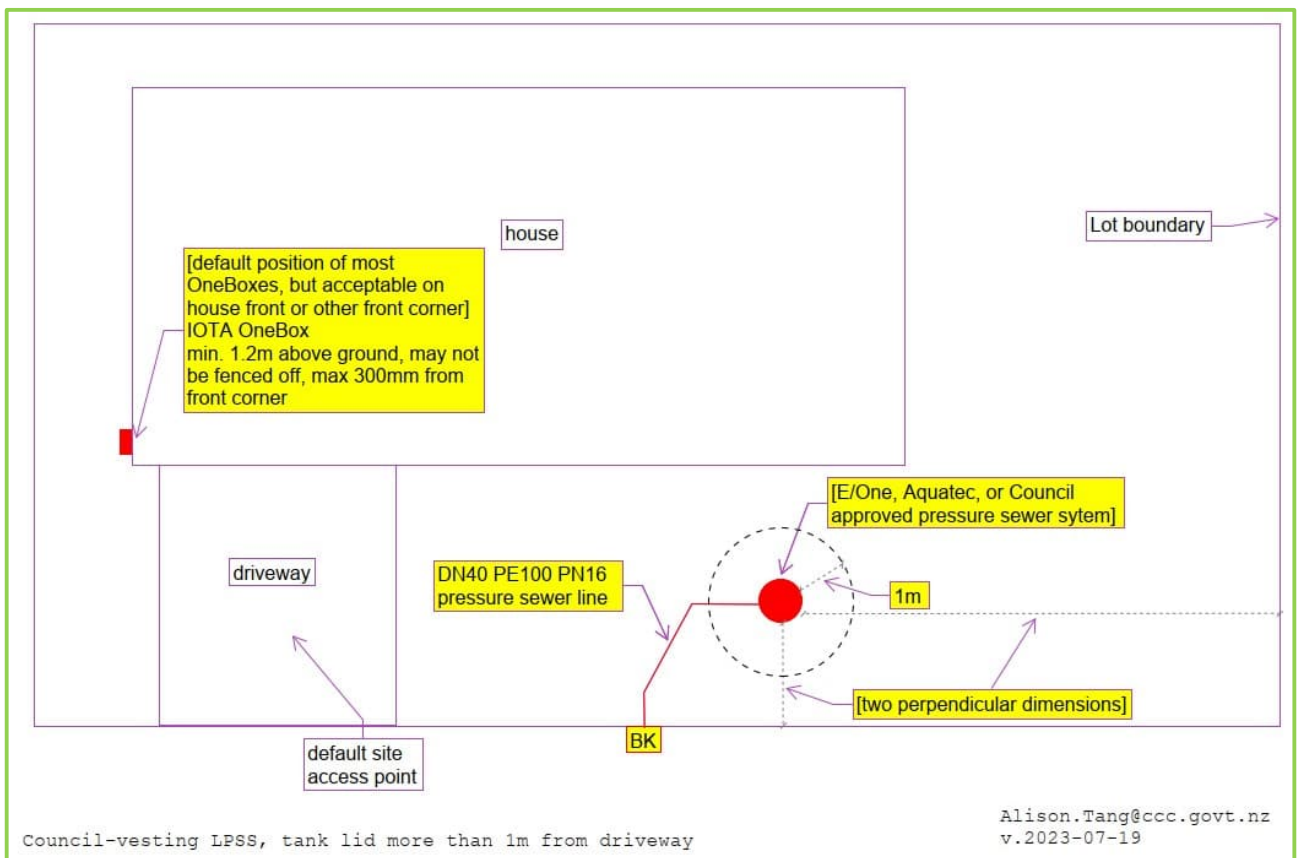 house
Lot boundary
[default position of most
OneBoxes, but acceptable on
house front or other front corner]
IOTA OneBox
min. 1.2m above ground, may not
be fenced off, max 300mm from
front corner
[E/One, Aquatec, or Council
approved pressure sewer sytem]
driveway
DN40 PE100 PN16
pressure sewer line
1m
[two perpendicular dimensions]
BK
default site
access point
Council-vesting LPSS, tank lid more than 1m from driveway
Alison.Tang@ccc.govt.nz
v.2023-07-19